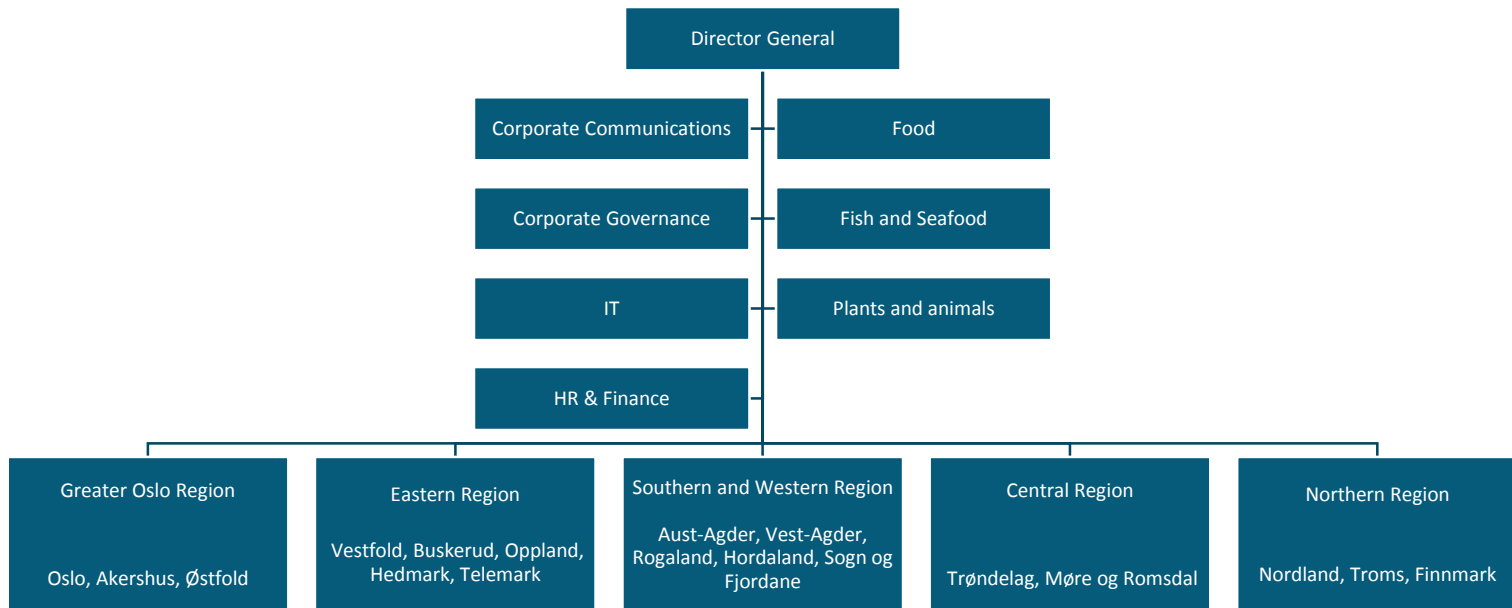 Director General
Corporate Communications
Food
Corporate Governance
Fish and Seafood
IT
Plants and animals
HR & Finance
Greater Oslo Region
Oslo, Akershus, Østfold
Eastern Region
Vestfold, Buskerud, Oppland,
Hedmark, Telemark
Southern and Western Region
Aust-Agder, Vest-Agder,
Rogaland, Hordaland, Sogn og
Fjordane
Central Region
Trøndelag, Møre og Romsdal
Northern Region
Nordland, Troms, Finnmark